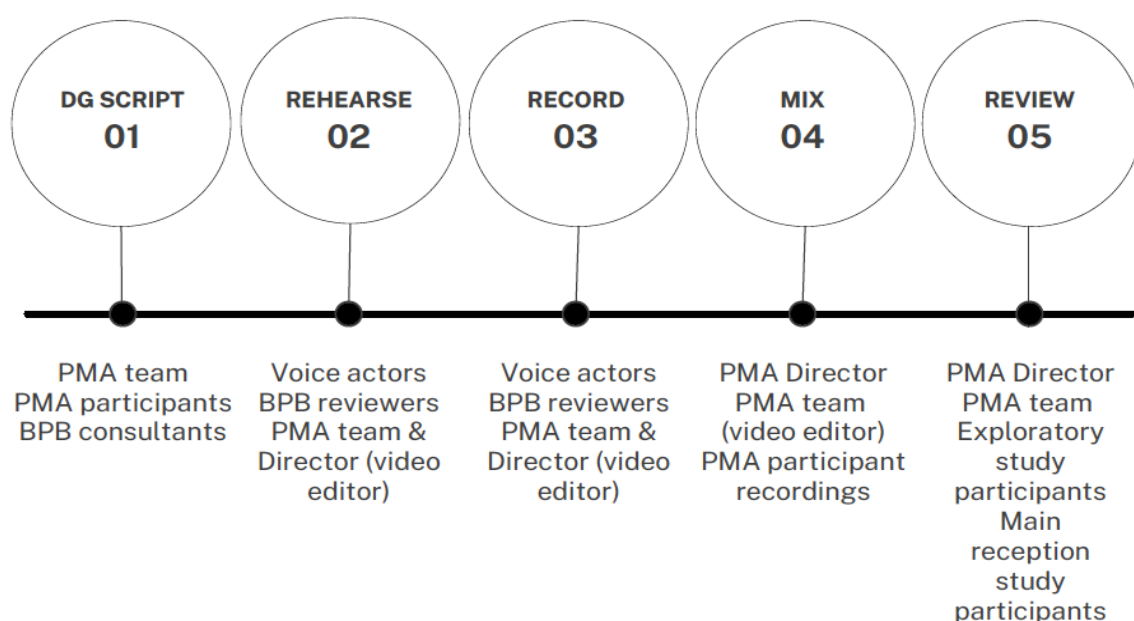 DG SCRIPT
01
REHEARSE
02
RECORD
03
MIX
04
REVIEW
05
PMA team
PMA participants
BPB consultants
Voice actors
BPB reviewers
PMA team &
Director (video
editor)
Voice actors
BPB reviewers
PMA team &
Director (video
editor)
PMA Director
PMA team
(video editor)
PMA participant
recordings
PMA Director
PMA team
Exploratory
study
participants
Main
reception
study
participants